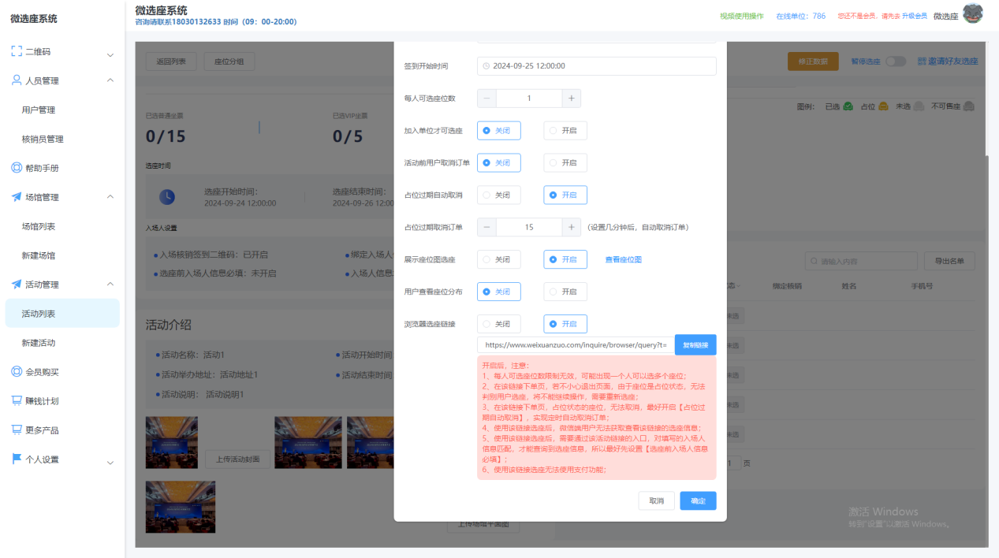 微选座系统
微选座系统
咨询请联系18030132633 时间（09：00-20:00）
视频使用操作
在线单位：786
您还不是会员，请先去 升级会员
微选座
二维码
人员管理
用户管理
核销员管理
帮助手册
场馆管理
场馆列表
新建场馆
活动管理
活动列表
新建活动
会员购买
赚钱计划
更多产品
个人设置
返回列表
座位分组
修正数据
暂停选座
邀请好友选座
图例：
已选
占位
未选
不可售座
已选普通坐票
0/15
已选VIP坐票
0/5
选座时间
选座开始时间：
2024-09-24 12:00:00
选座结束时间：
2024-09-26 12:00
入场人设置
入场核销签到二维码：已开启
绑定入场人
选座前入场人信息必填：未开启
入场人信息
活动介绍
活动名称：活动1
活动开始时间
活动举办地址：活动地址1
活动结束时间
活动说明： 活动说明1
上传活动封面
上传场馆平面图
签到开始时间
2024-09-25 12:00:00
每人可选座位数
1
加入单位才可选座
关闭
开启
活动前用户取消订单
关闭
开启
占位过期自动取消
关闭
开启
占位过期取消订单
15
（设置几分钟后，自动取消订单）
展示座位图选座
关闭
开启
查看座位图
用户查看座位分布
关闭
开启
浏览器选座链接
关闭
开启
https://www.weixuanzuo.com/Inquire/browser/query?t=
复制链接
开启后，注意：
1、每人可选座位数限制无效，可能出现一个人可以选多个座位；
2、在该链接下单页，若不小心退出页面，由于座位是占位状态，无法
判别用户选座，将不能继续操作，需要重新选座；
3、在该链接下单页，占位状态的座位，无法取消，最好开启【占位过
期自动取消】，实现定时自动取消订单；
4、使用该链接选座后，微信端用户无法获取查看该链接的选座信息；
5、使用该链接选座后，需要通过该活动链接的入口，对填写的入场人
信息匹配，才能查询到选座信息，所以最好先设置【选座前入场人信息
必填】；
6、使用该链接选座无法使用支付功能；
取消
确定
请输入内容
导出名单
态
绑定核销
姓名
手机号
未选
未选
未选
未选
未选
1
页
激活 Windows
转到"设置"以激活 Windows。